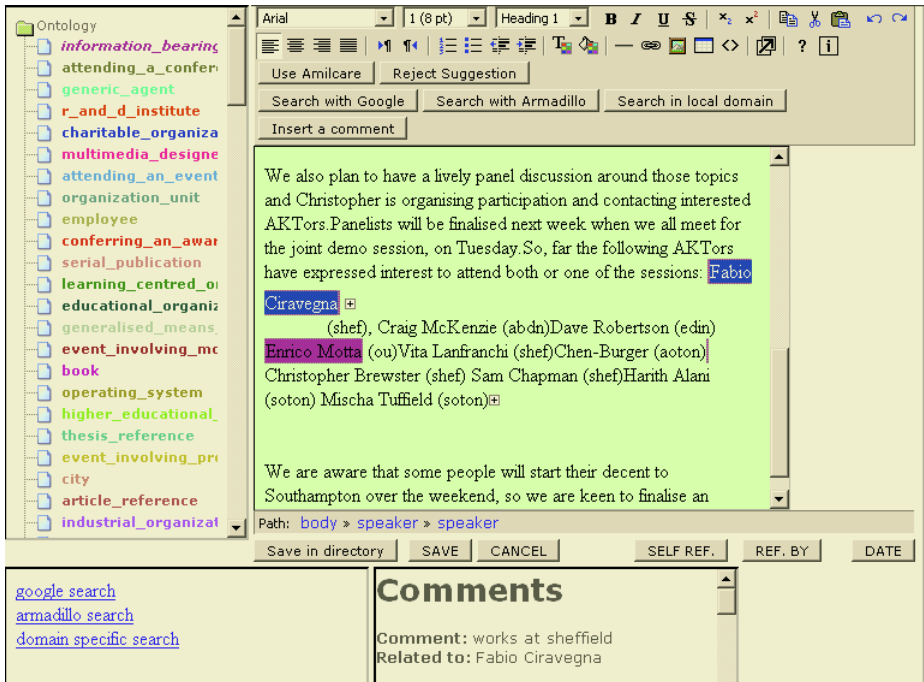 Ontology
information_bearing
attending_a_confer
generic_agent
r_and_d_institute
charitable_organiza
multimedia_designe
attending_an_event
organization_unit
employee
conferring_an_awar
serial_publication
learning_centred_o
educational_organiz
generalised_means_
event_involving_mo
book
operating_system
higher_educational_
thesis_reference
event_involving_pro
city
article_reference
industrial_organizat
Arial 1 (8 pt) Heading 1 B I U S ×₂ ×²
T ? i
Use Amilcare Reject Suggestion
Search with Google Search with Armadillo Search in local domain
Insert a comment
We also plan to have a lively panel discussion around those topics
and Christopher is organising participation and contacting interested
AKTors.Panelists will be finalised next week when we all meet for
the joint demo session, on Tuesday.So, far the following AKTors
have expressed interest to attend both or one of the sessions: Fabio
Ciravegna
(shef), Craig McKenzie (abdn)Dave Robertson (edin)
Enrico Motta (ou)Vita Lanfranchi (shef)Chen-Burger (aoton)
Christopher Brewster (shef) Sam Chapman (shef)Harith Alani
(soton) Mischa Tuffield (soton)
We are aware that some people will start their decent to
Southampton over the weekend, so we are keen to finalise an
Path: body » speaker » speaker
Save in directory SAVE CANCEL SELF REF. REF. BY DATE
google search
armadillo search
domain specific search
Comments
Comment: works at sheffield
Related to: Fabio Ciravegna